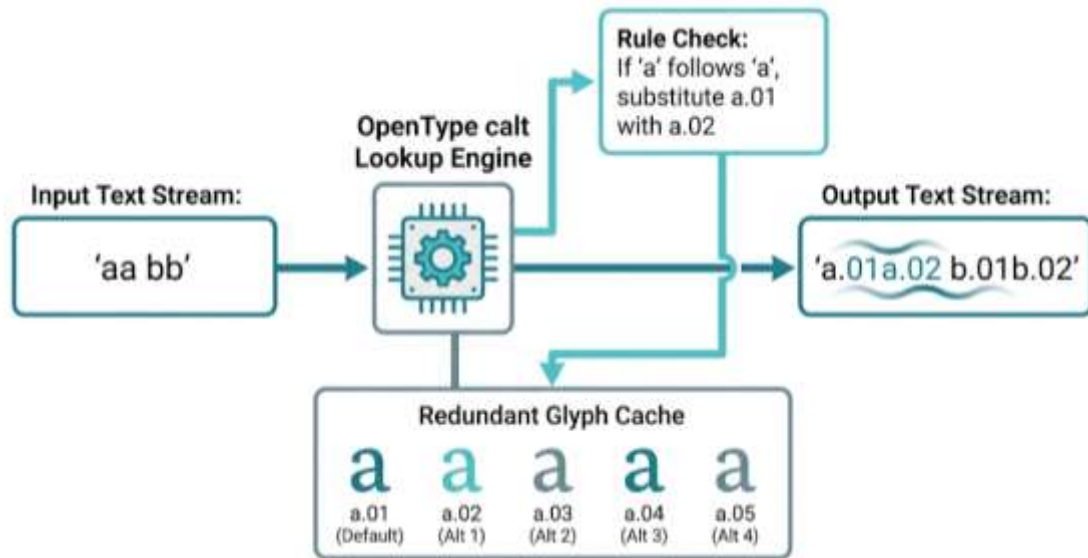 Rule Check:
If ‘a’ follows ‘a’,
substitute a.01
with a.02
OpenType calt
Lookup Engine
Input Text Stream:
‘aa bb’
Output Text Stream:
‘a.01a.02 b.01b.02’
Redundant Glyph Cache
a a a a a
a.01 a.02 a.03 a.04 a.05
(Default) (Alt 1) (Alt 2) (Alt 3) (Alt 4)